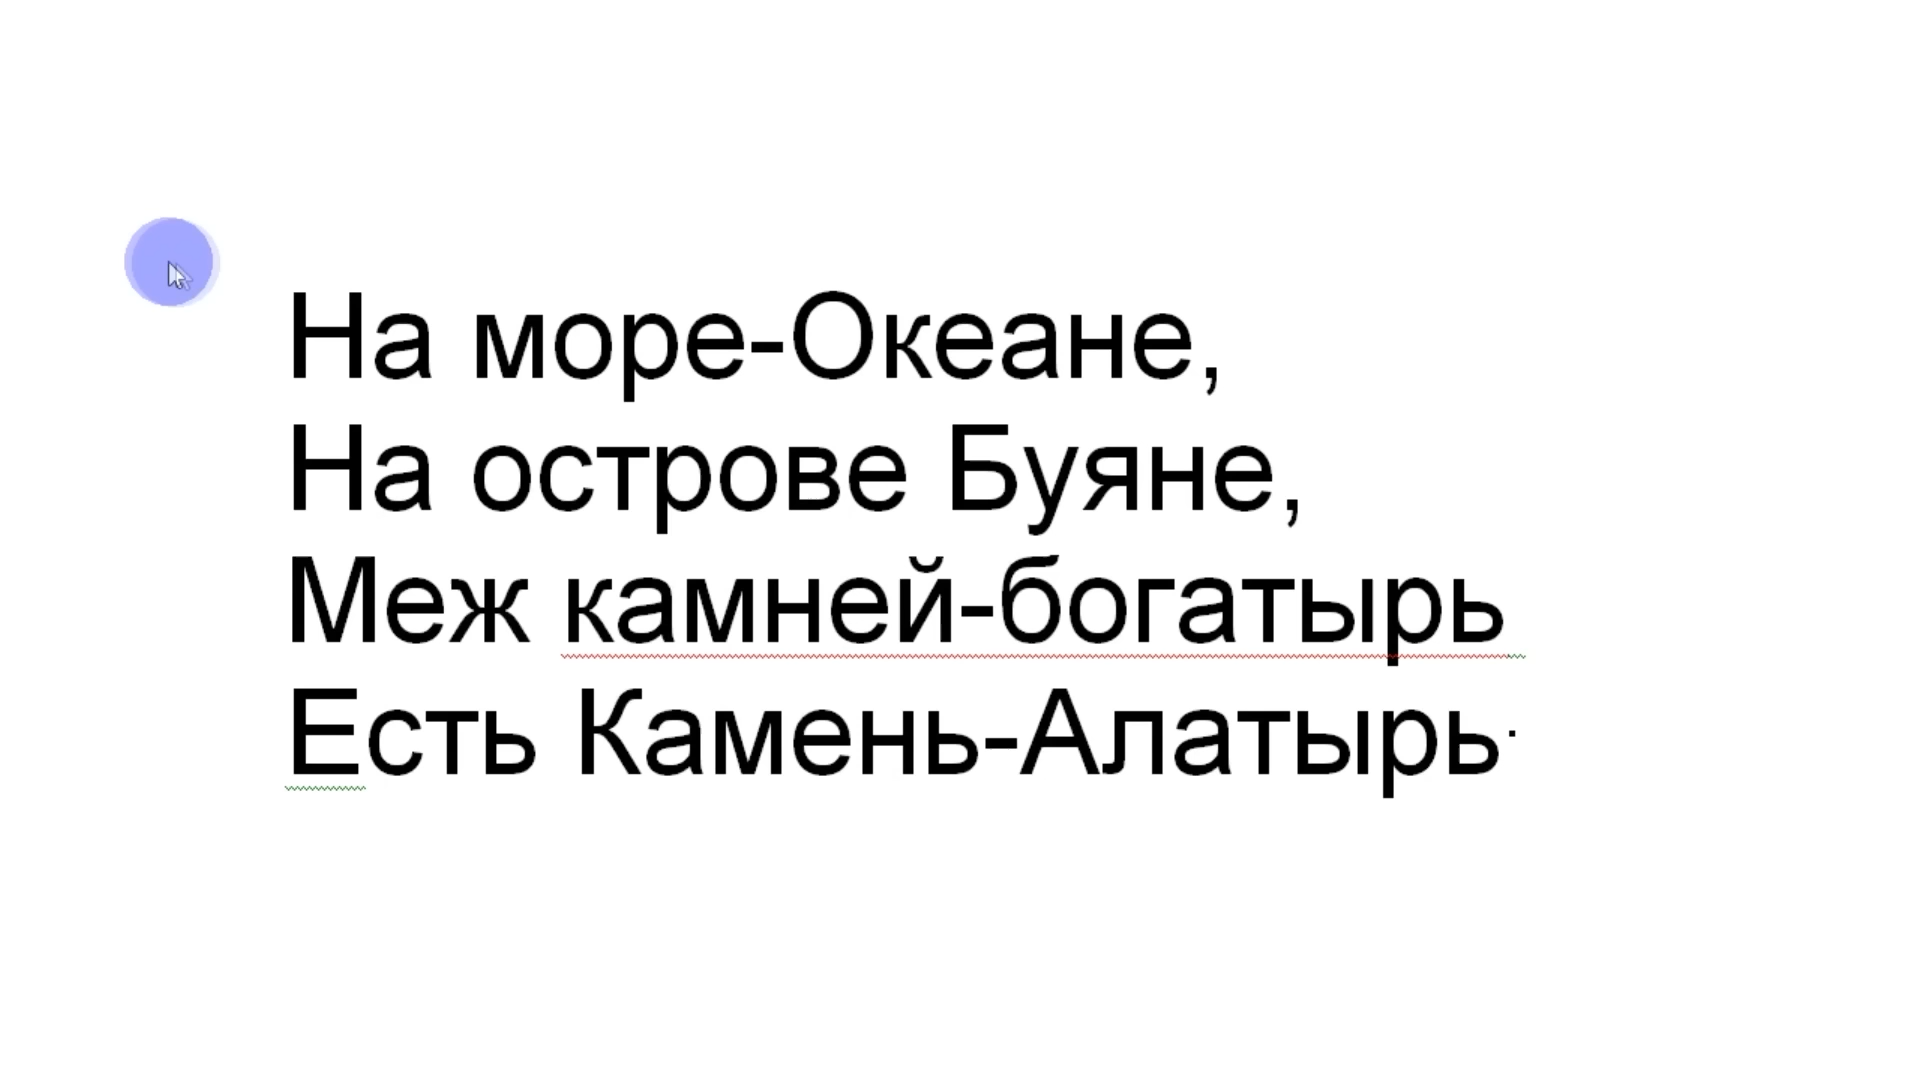 На море-Океане,
На острове Буяне,
Меж камней-богатырь
Есть Камень-Алатырь